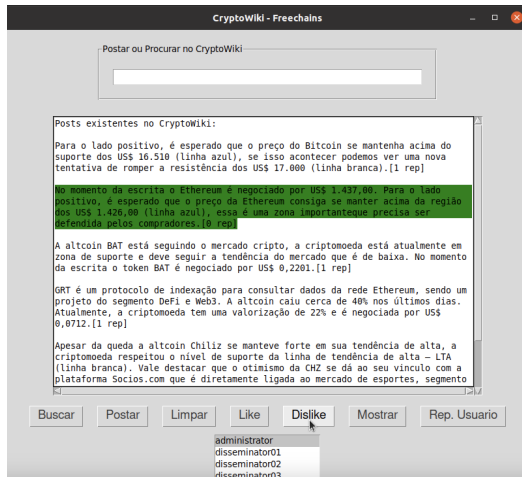 CryptoWiki - Freechains
Postar ou Procurar no CryptoWiki
Posts existentes no CryptoWiki:
Para o lado positivo, é esperado que o preço do Bitcoin se mantenha acima do
suporte dos US$ 16.510 (linha azul), se isso acontecer podemos ver uma nova
tentativa de romper a resistência dos US$ 17.000 (linha branca).[1 rep]
No momento da escrita o Ethereum é negociado por US$ 1.437,00. Para o lado
positivo, é esperado que o preço da Ethereum consiga se manter acima da região
dos US$ 1.426,00 (linha azul), essa é uma zona importanteque precisa ser
defendida pelos compradores.[0 rep]
A altcoin BAT está seguindo o mercado cripto, a criptomoeda está atualmente em
zona de suporte e deve seguir a tendência do mercado que é de baixa. No momento
da escrita o token BAT é negociado por US$ 0,2201.[1 rep]
GRT é um protocolo de indexação para consultar dados da rede Ethereum, sendo um
projeto do segmento DeFi e Web3. A altcoin caiu cerca de 40% nos últimos dias.
Atualmente, a criptomoeda tem uma valorização de 22% e é negociada por US$
0,0712.[1 rep]
Apesar da queda a altcoin Chiliz se manteve forte em sua tendência de alta, a
criptomoeda respeitou o nível de suporte da linha de tendência de alta – LTA
(linha branca). Vale destacar que o otimismo da CHZ se dá ao seu vinculo com a
plataforma Socios.com que é diretamente ligada ao mercado de esportes, segmento
Buscar Postar Limpar Like Dislike Mostrar Rep. Usuario
administrator
disseminator01
disseminator02
disseminator03